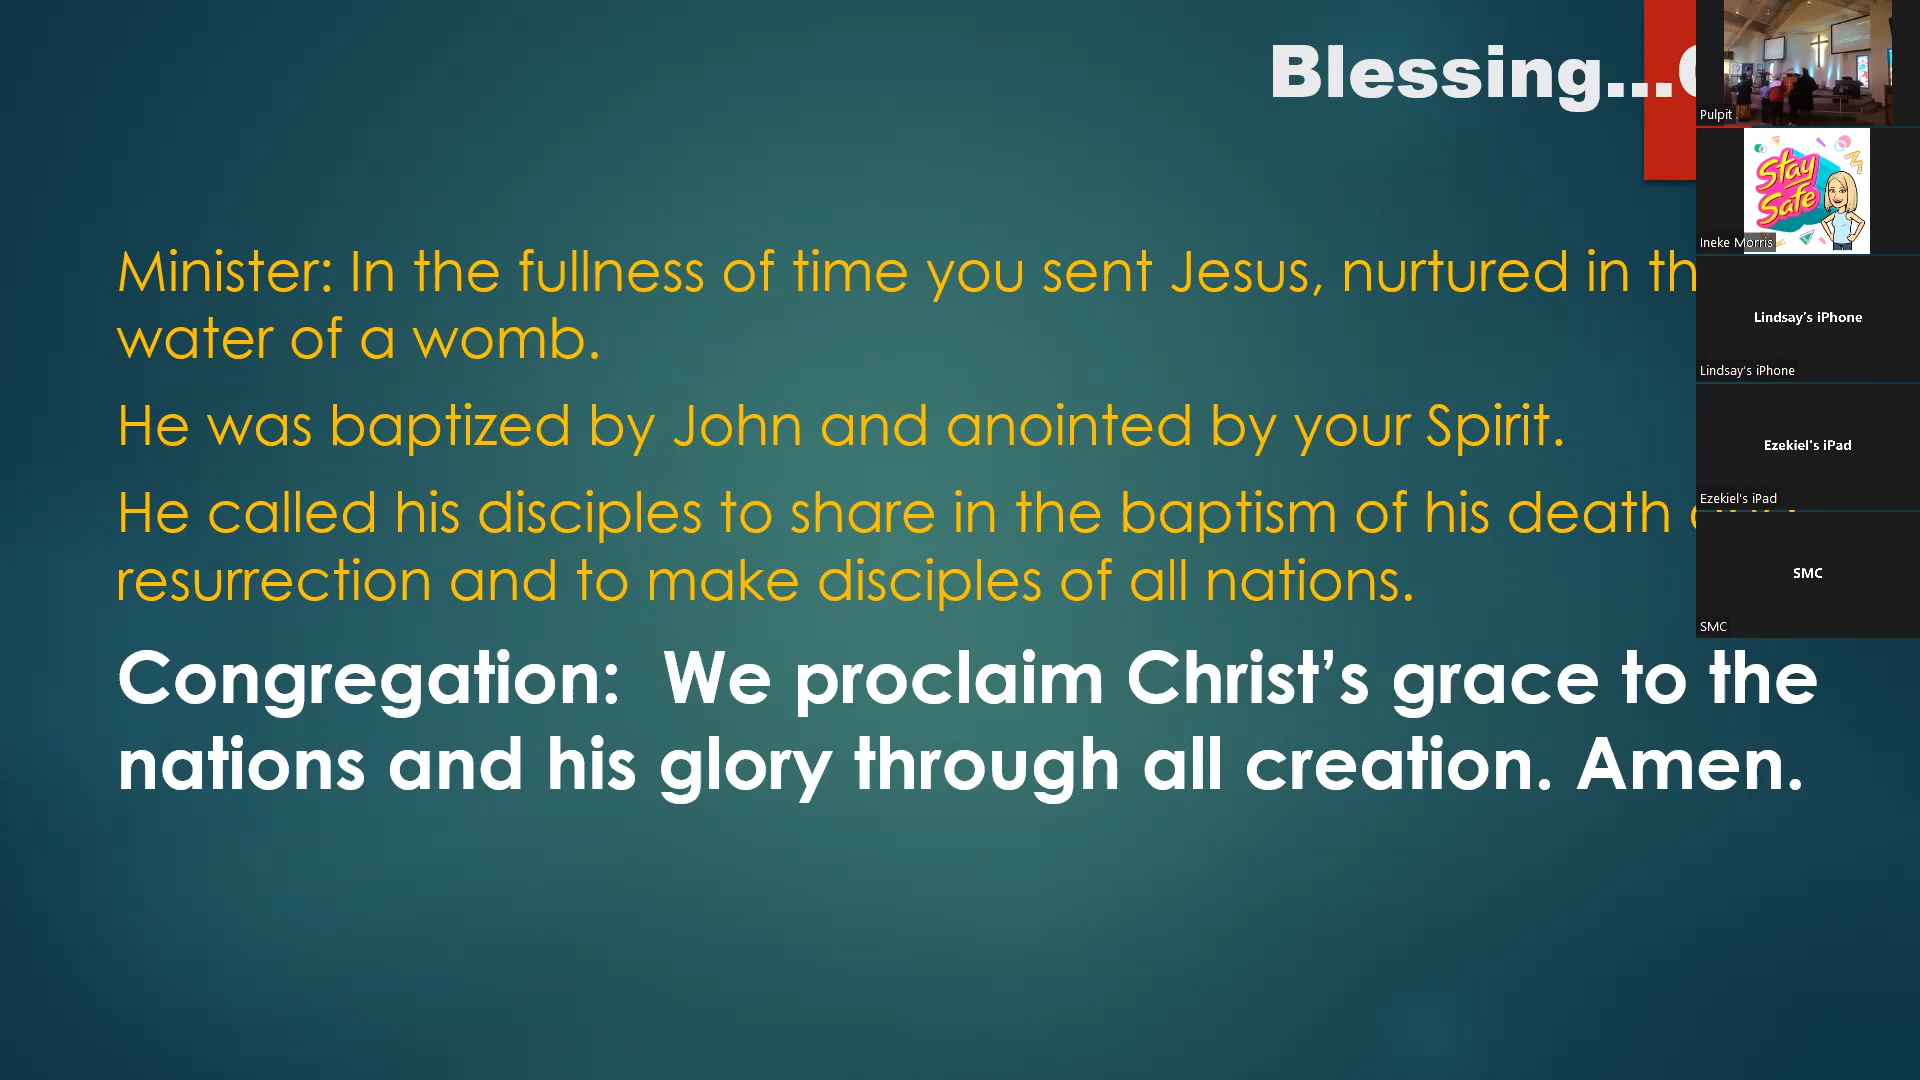 Blessing...
Minister: In the fullness of time you sent Jesus, nurtured in
water of a womb.
He was baptized by John and anointed by your Spirit.
He called his disciples to share in the baptism of his death
resurrection and to make disciples of all nations.
Congregation:  We proclaim Christ’s grace to the
nations and his glory through all creation. Amen.
Pulpit
Stay
Safe
Ineke Morris
Lindsay's iPhone
Lindsay's iPhone
Ezekiel's iPad
Ezekiel's iPad
SMC
SMC